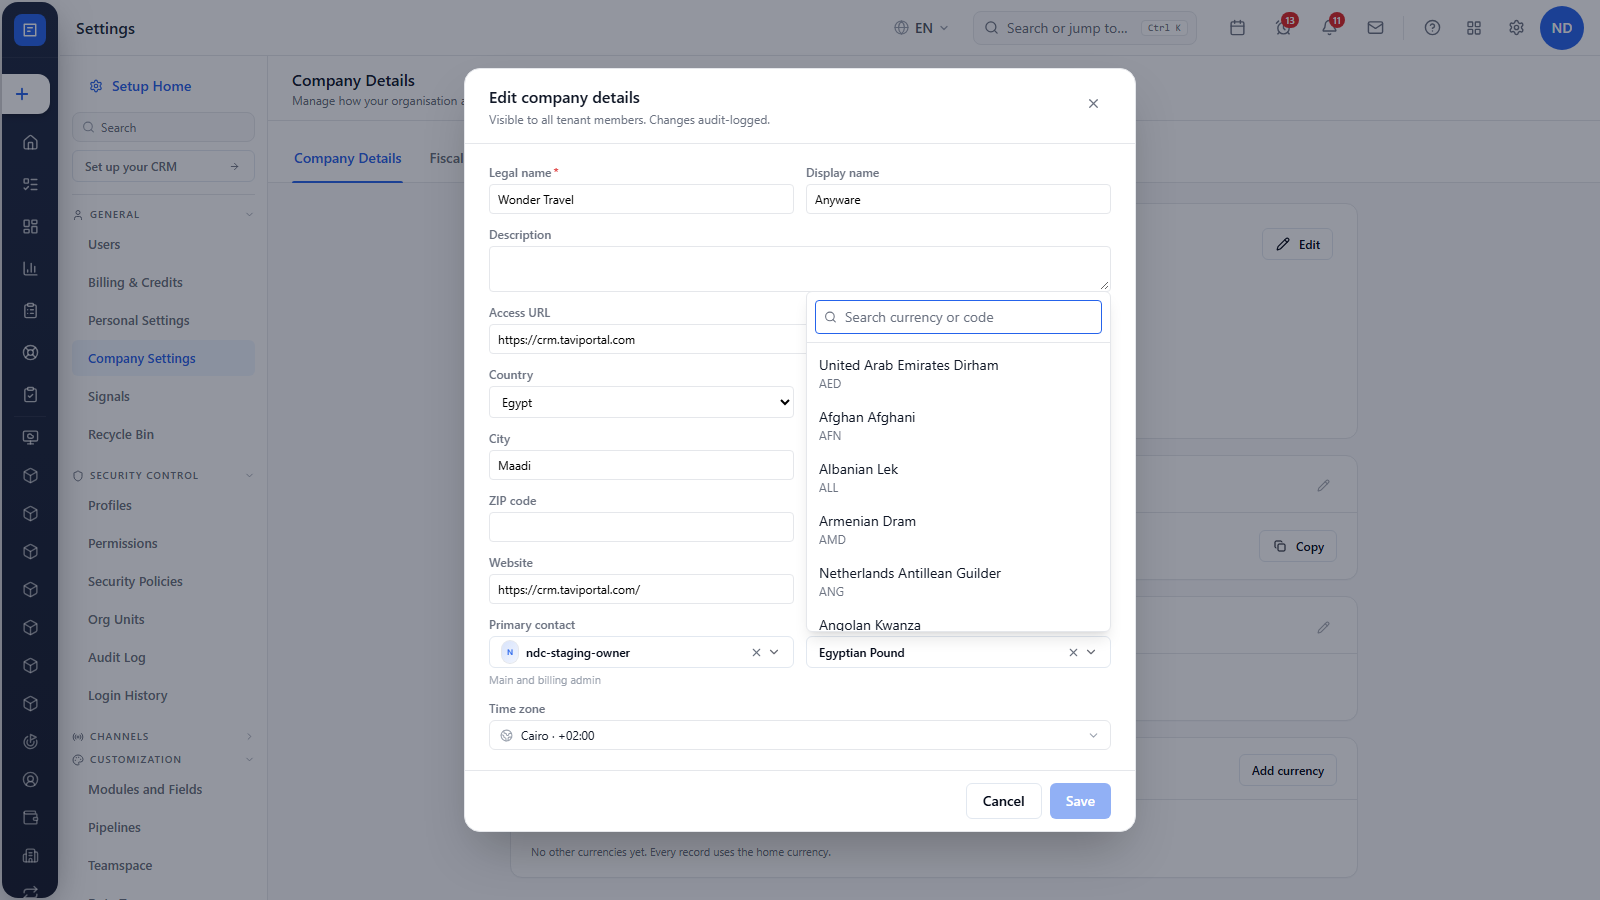 Settings
EN
Search or jump to...
Ctrl K
13
11
ND
Setup Home
Search
Set up your CRM
GENERAL
Users
Billing & Credits
Personal Settings
Company Settings
Signals
Recycle Bin
SECURITY CONTROL
Profiles
Permissions
Security Policies
Org Units
Audit Log
Login History
CHANNELS
CUSTOMIZATION
Modules and Fields
Pipelines
Teamspace
Company Details
Manage how your organisation
Company Details
Fiscal
Edit
Copy
Add currency
No other currencies yet. Every record uses the home currency.
Edit company details
Visible to all tenant members. Changes audit-logged.
Legal name*
Display name
Wonder Travel
Anyware
Description
Access URL
https://crm.taviportal.com
Country
Egypt
City
Maadi
ZIP code
Website
https://crm.taviportal.com/
Primary contact
N
ndc-staging-owner
Main and billing admin
Search currency or code
United Arab Emirates Dirham
AED
Afghan Afghani
AFN
Albanian Lek
ALL
Armenian Dram
AMD
Netherlands Antillean Guilder
ANG
Angolan Kwanza
Egyptian Pound
Time zone
Cairo · +02:00
Cancel
Save